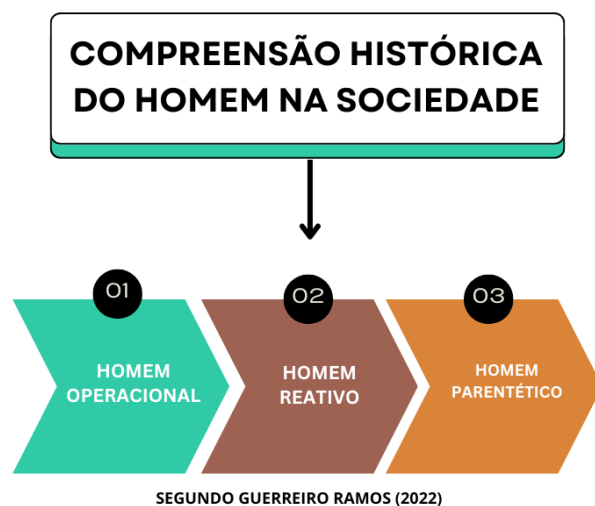 COMPREENSÃO HISTÓRICA
DO HOMEM NA SOCIEDADE
01
HOMEM
OPERACIONAL
02
HOMEM
REATIVO
03
HOMEM
PARENTÉTICO
SEGUNDO GUERREIRO RAMOS (2022)